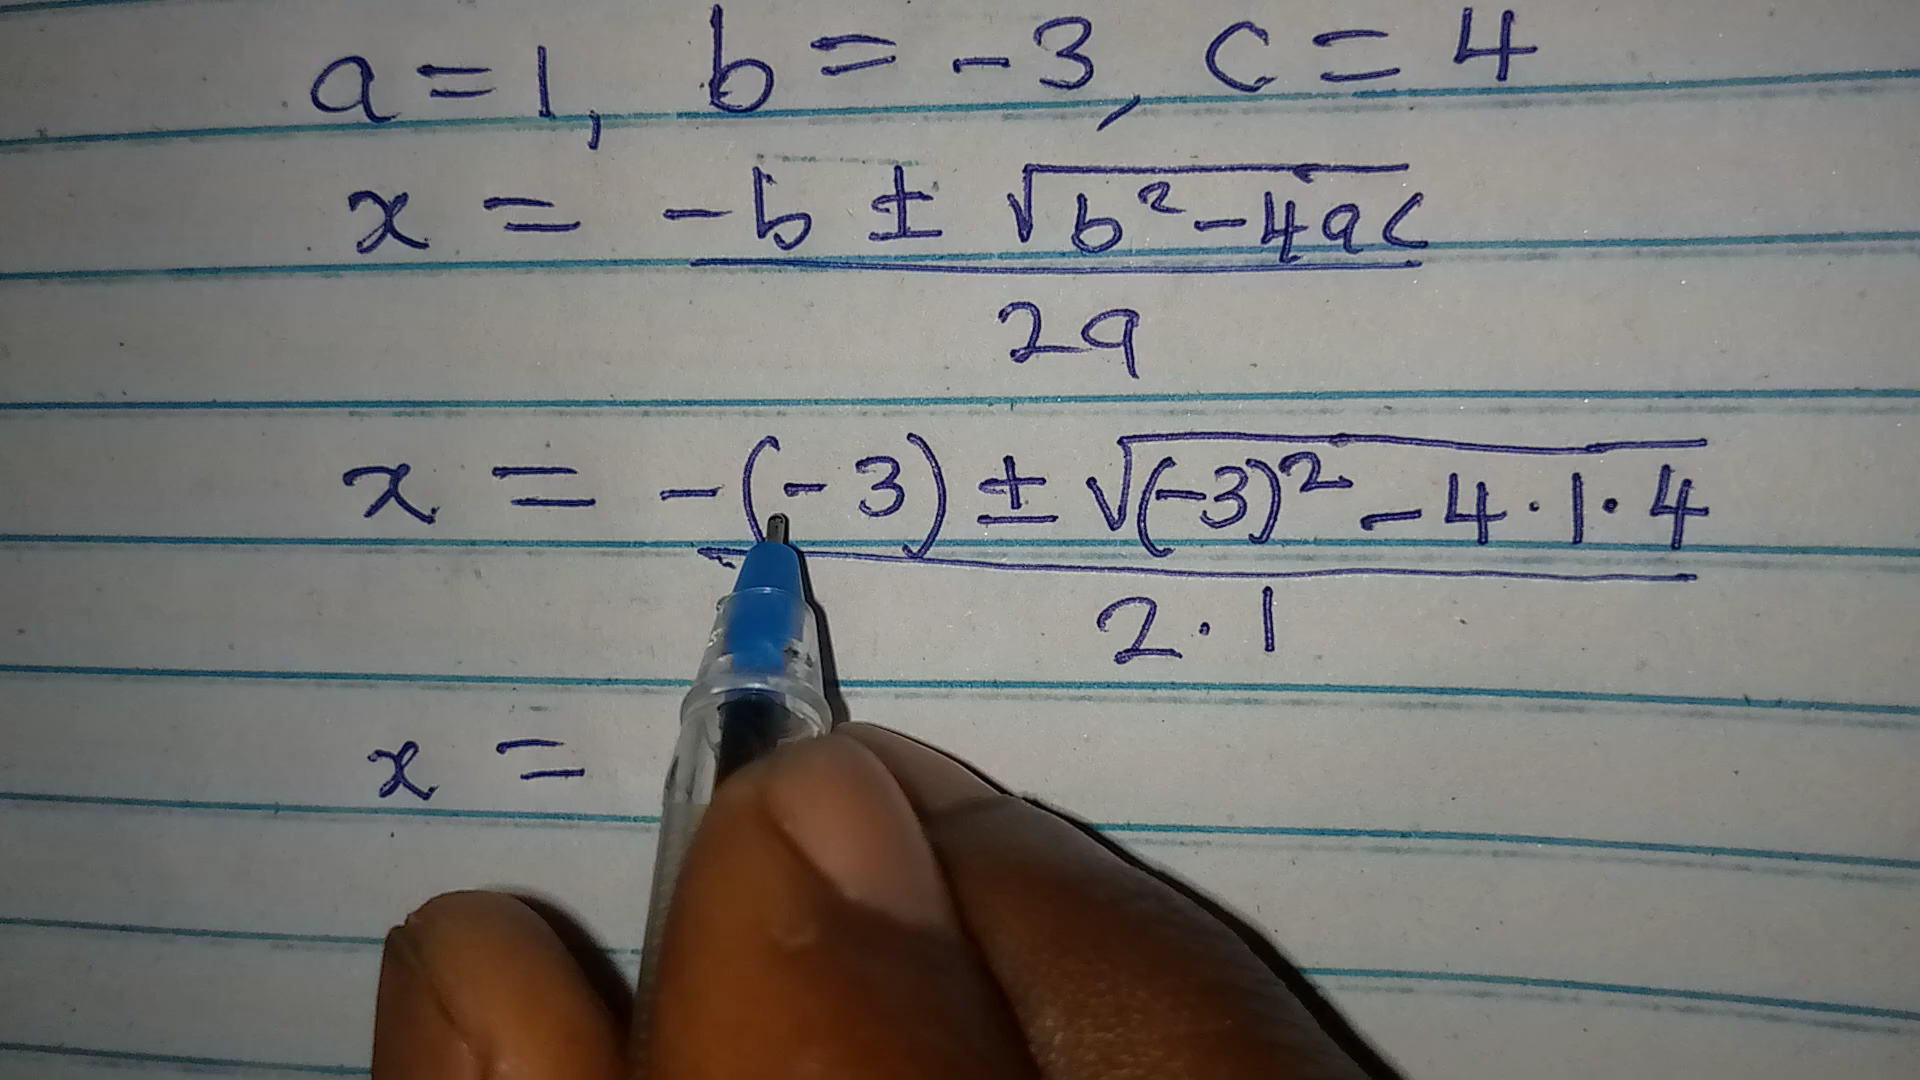 a = 1, b = -3, c = 4
x = -b ± √b² - 4ac
2a
x = -(-3) ± √(-3)² - 4·1·4
2·1
x =